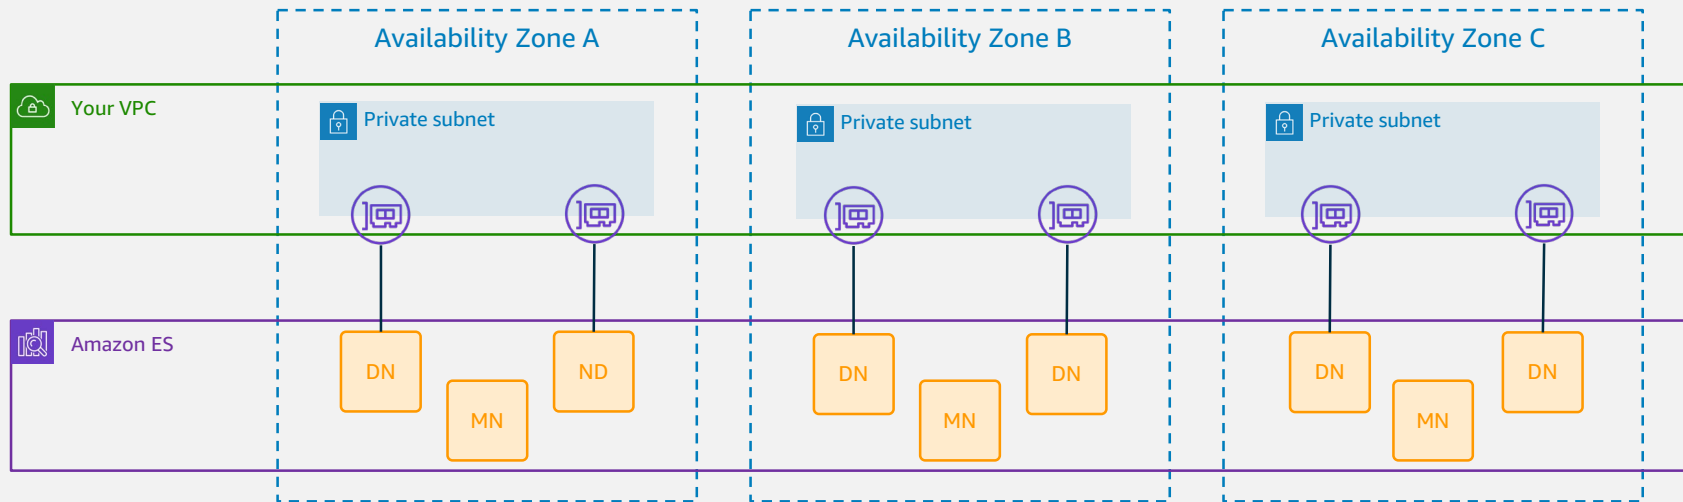 Availability Zone A
Availability Zone B
Availability Zone C
Your VPC
Private subnet
Private subnet
Private subnet
Amazon ES
DN
ND
DN
DN
DN
DN
MN
MN
MN